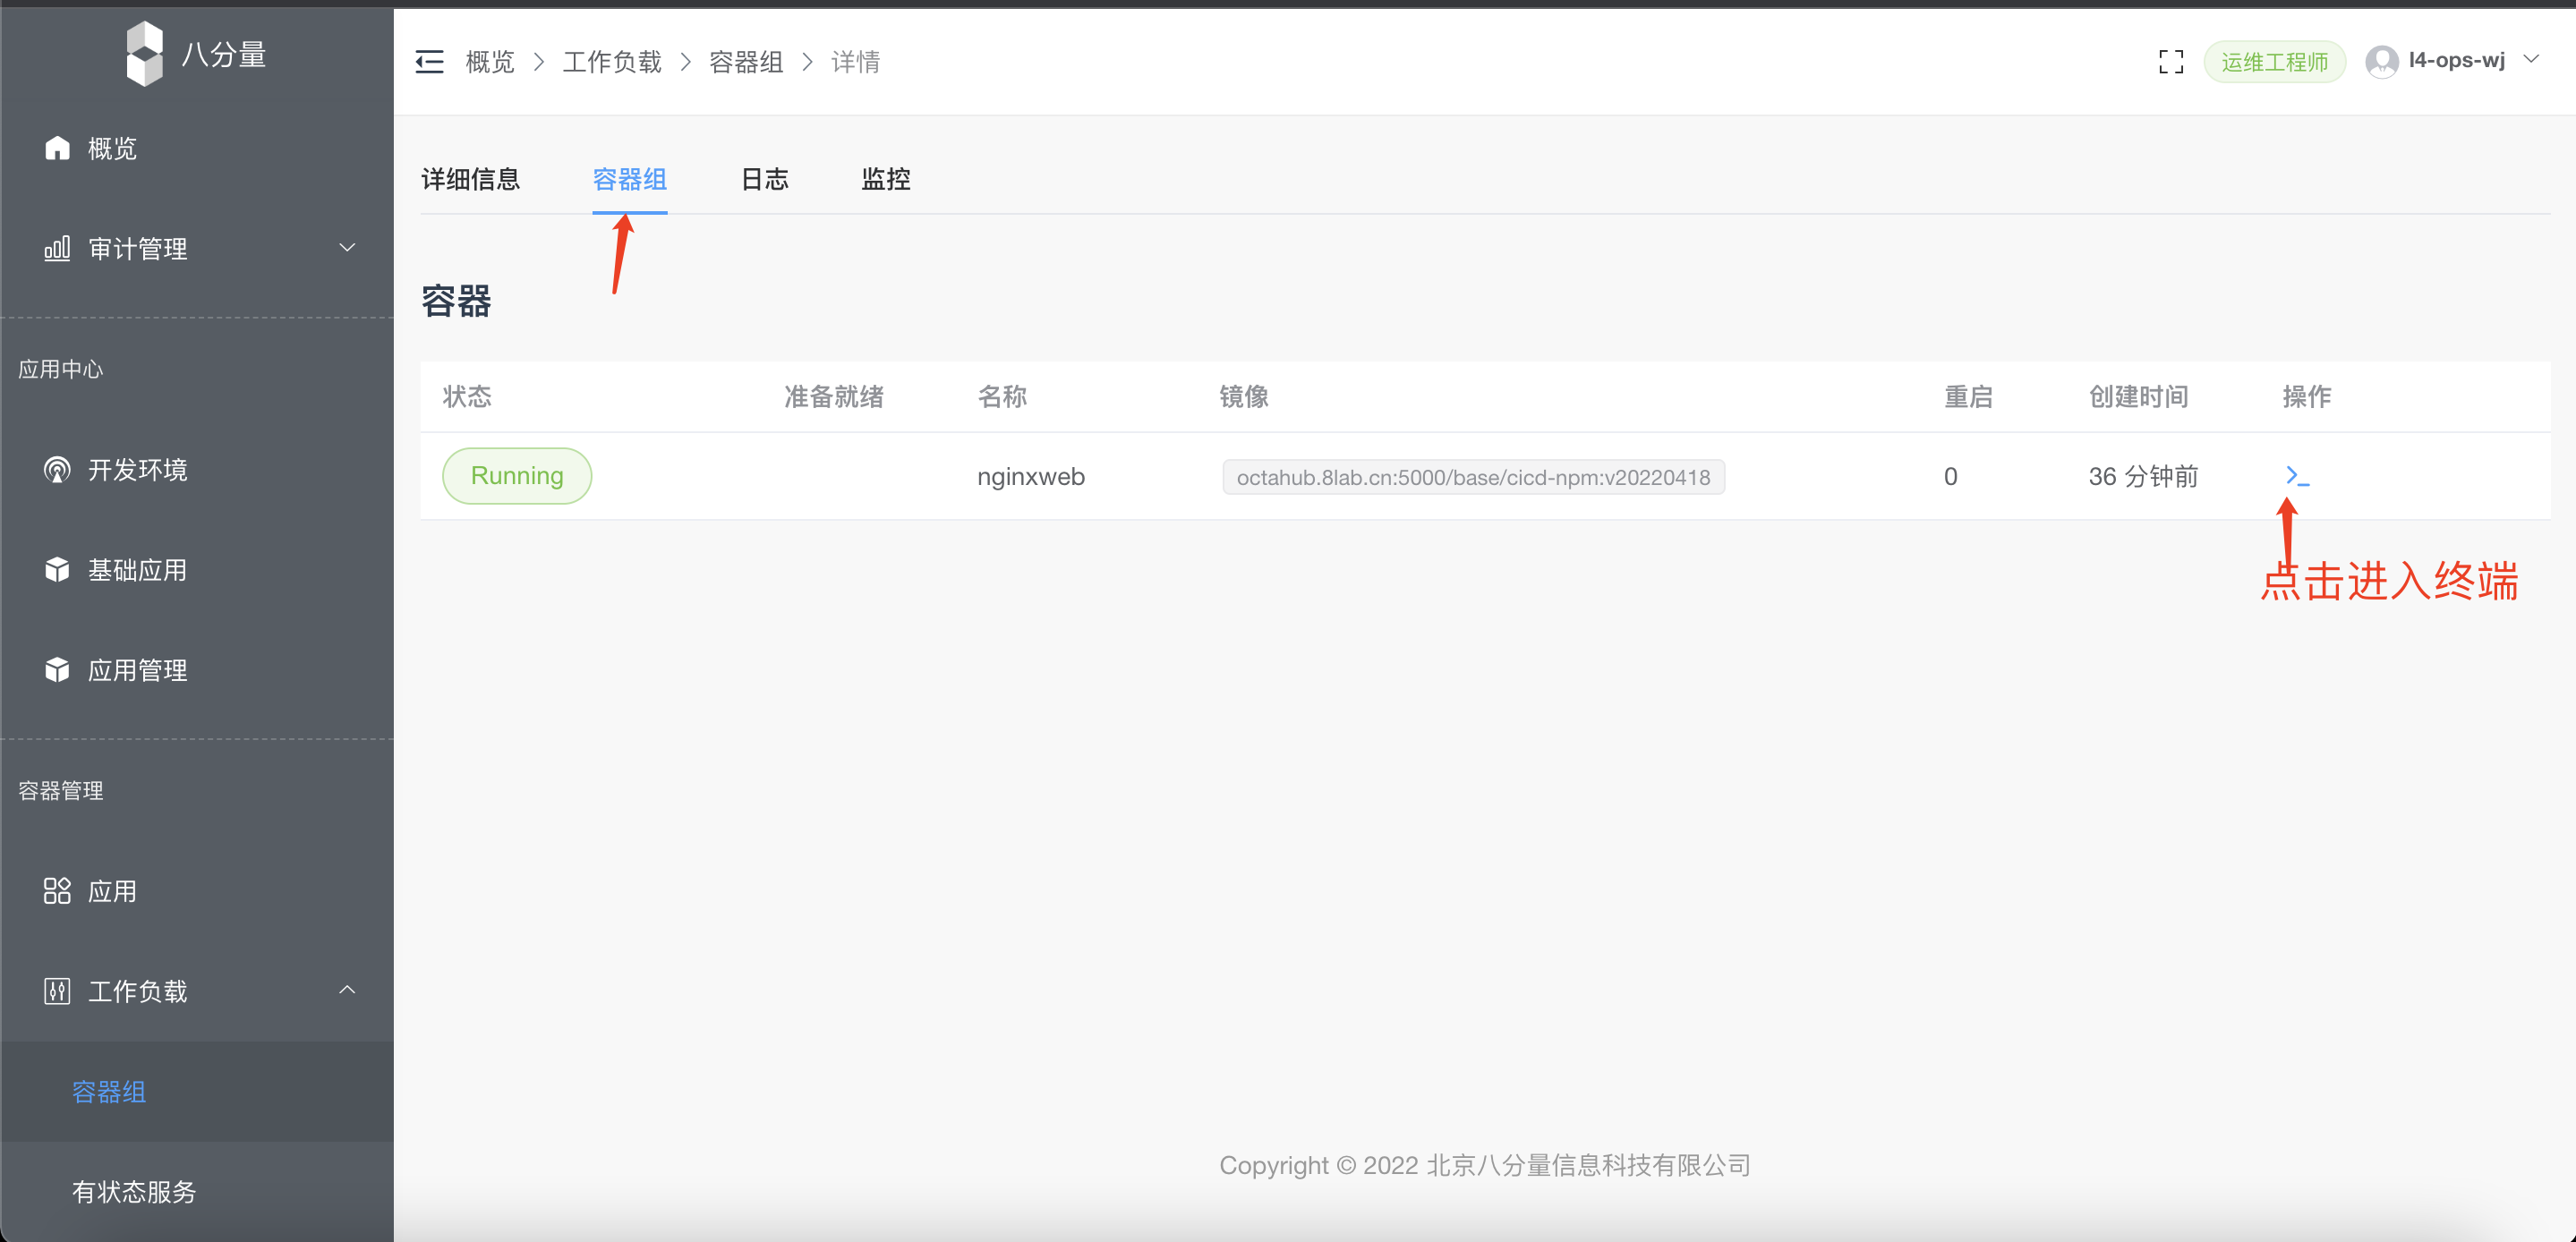 八分量
概览 > 工作负载 > 容器组 > 详情
运维工程师
l4-ops-wj
概览
审计管理
应用中心
开发环境
基础应用
应用管理
容器管理
应用
工作负载
容器组
有状态服务
详细信息 容器组 日志 监控
容器
状态 准备就绪 名称 镜像 重启 创建时间 操作
Running nginxweb octahub.8lab.cn:5000/base/cicd-npm:v20220418 0 36 分钟前 >_
点击进入终端
Copyright © 2022 北京八分量信息科技有限公司